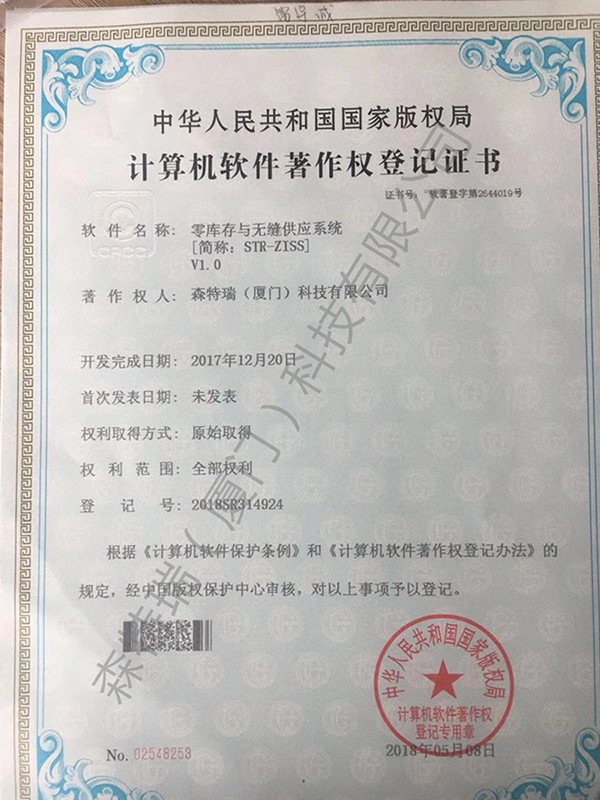 中华人民共和国国家版权局
计算机软件著作权登记证书
证书号： 软著登字第2644019号
软件名称： 零库存与无缝供应系统
[简称：STR-ZISS]
V1.0
著作权人： 森特瑞（厦门）科技有限公司
开发完成日期： 2017年12月20日
首次发表日期： 未发表
权利取得方式： 原始取得
权利范围： 全部权利
登记号： 2018SR314924
根据《计算机软件保护条例》和《计算机软件著作权登记办法》的
规定，经中国版权保护中心审核，对以上事项予以登记。
中华人民共和国国家版权局
计算机软件著作权
登记专用章
No. 02548253
2018年05月08日
森特瑞（厦门）科技有限公司
CPCC